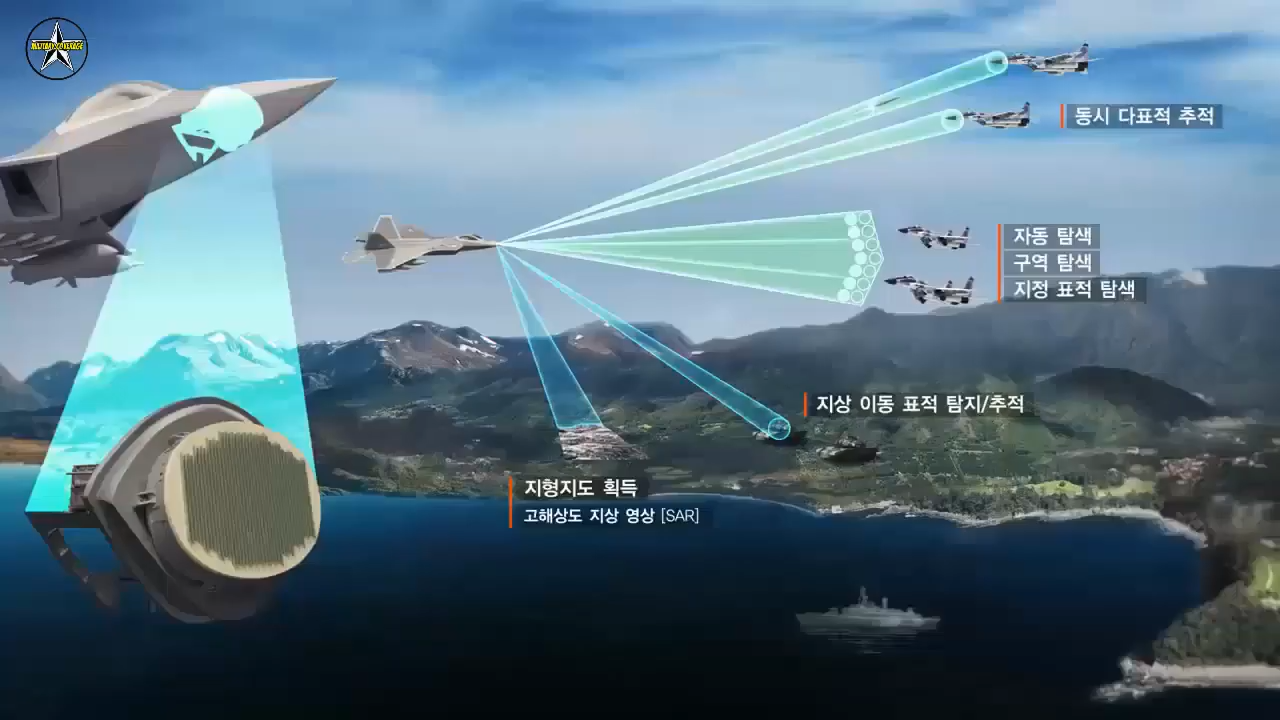 MILITARY COVERAGE
동시 다표적 추적
자동 탐색
구역 탐색
지정 표적 탐색
지상 이동 표적 탐지/추적
지형지도 획득
고해상도 지상 영상 [SAR]